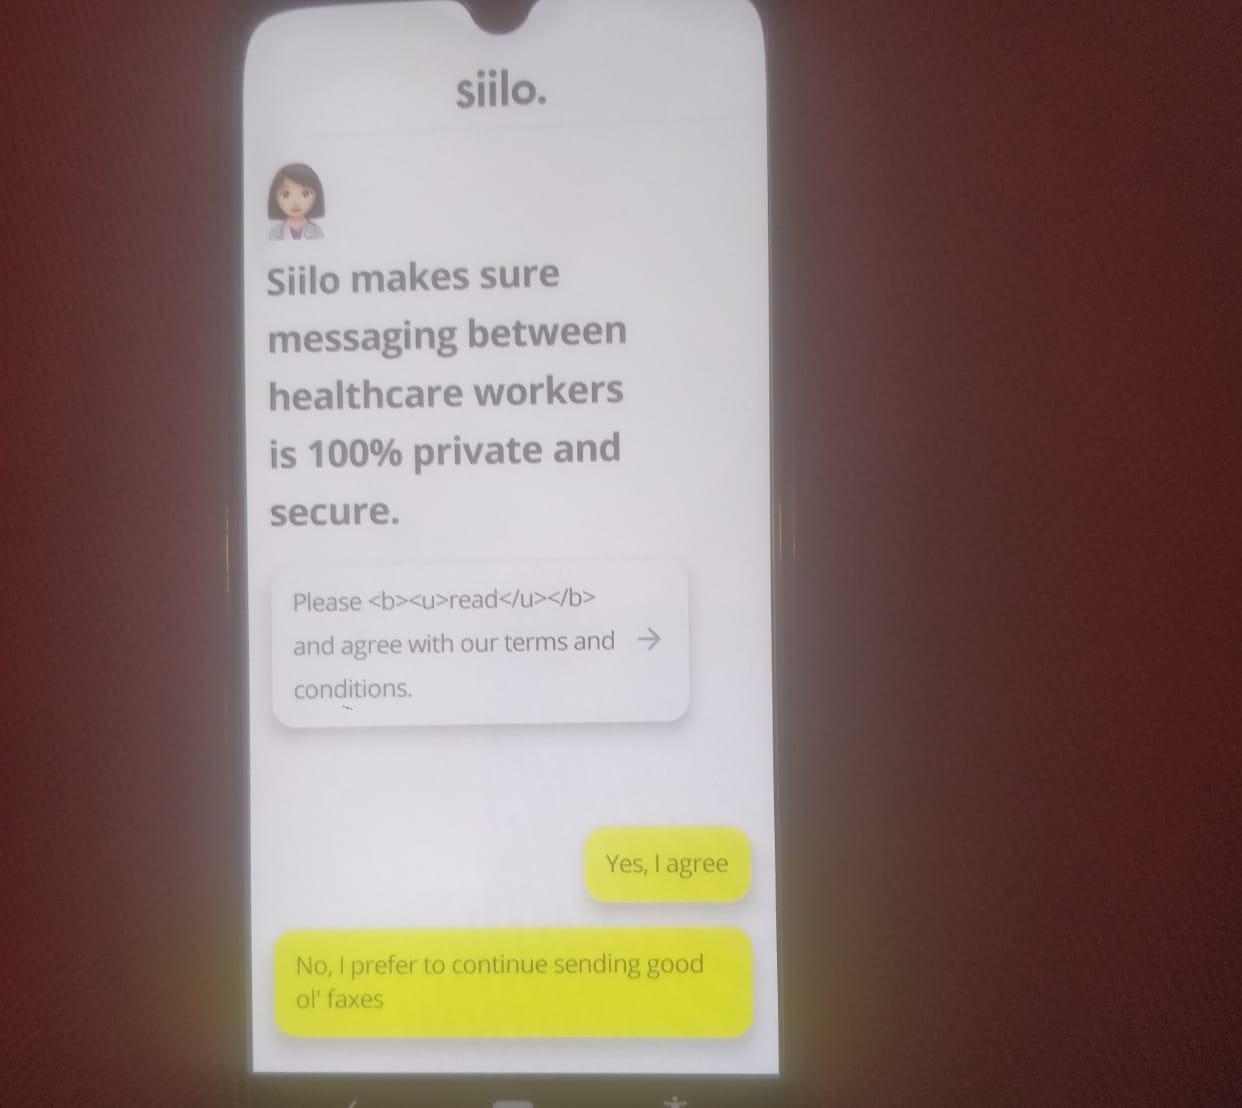 siilo.
Siilo makes sure
messaging between
healthcare workers
is 100% private and
secure.
Please <b><u>read</u></b>
and agree with our terms and
conditions.
Yes, I agree
No, I prefer to continue sending good
ol' faxes